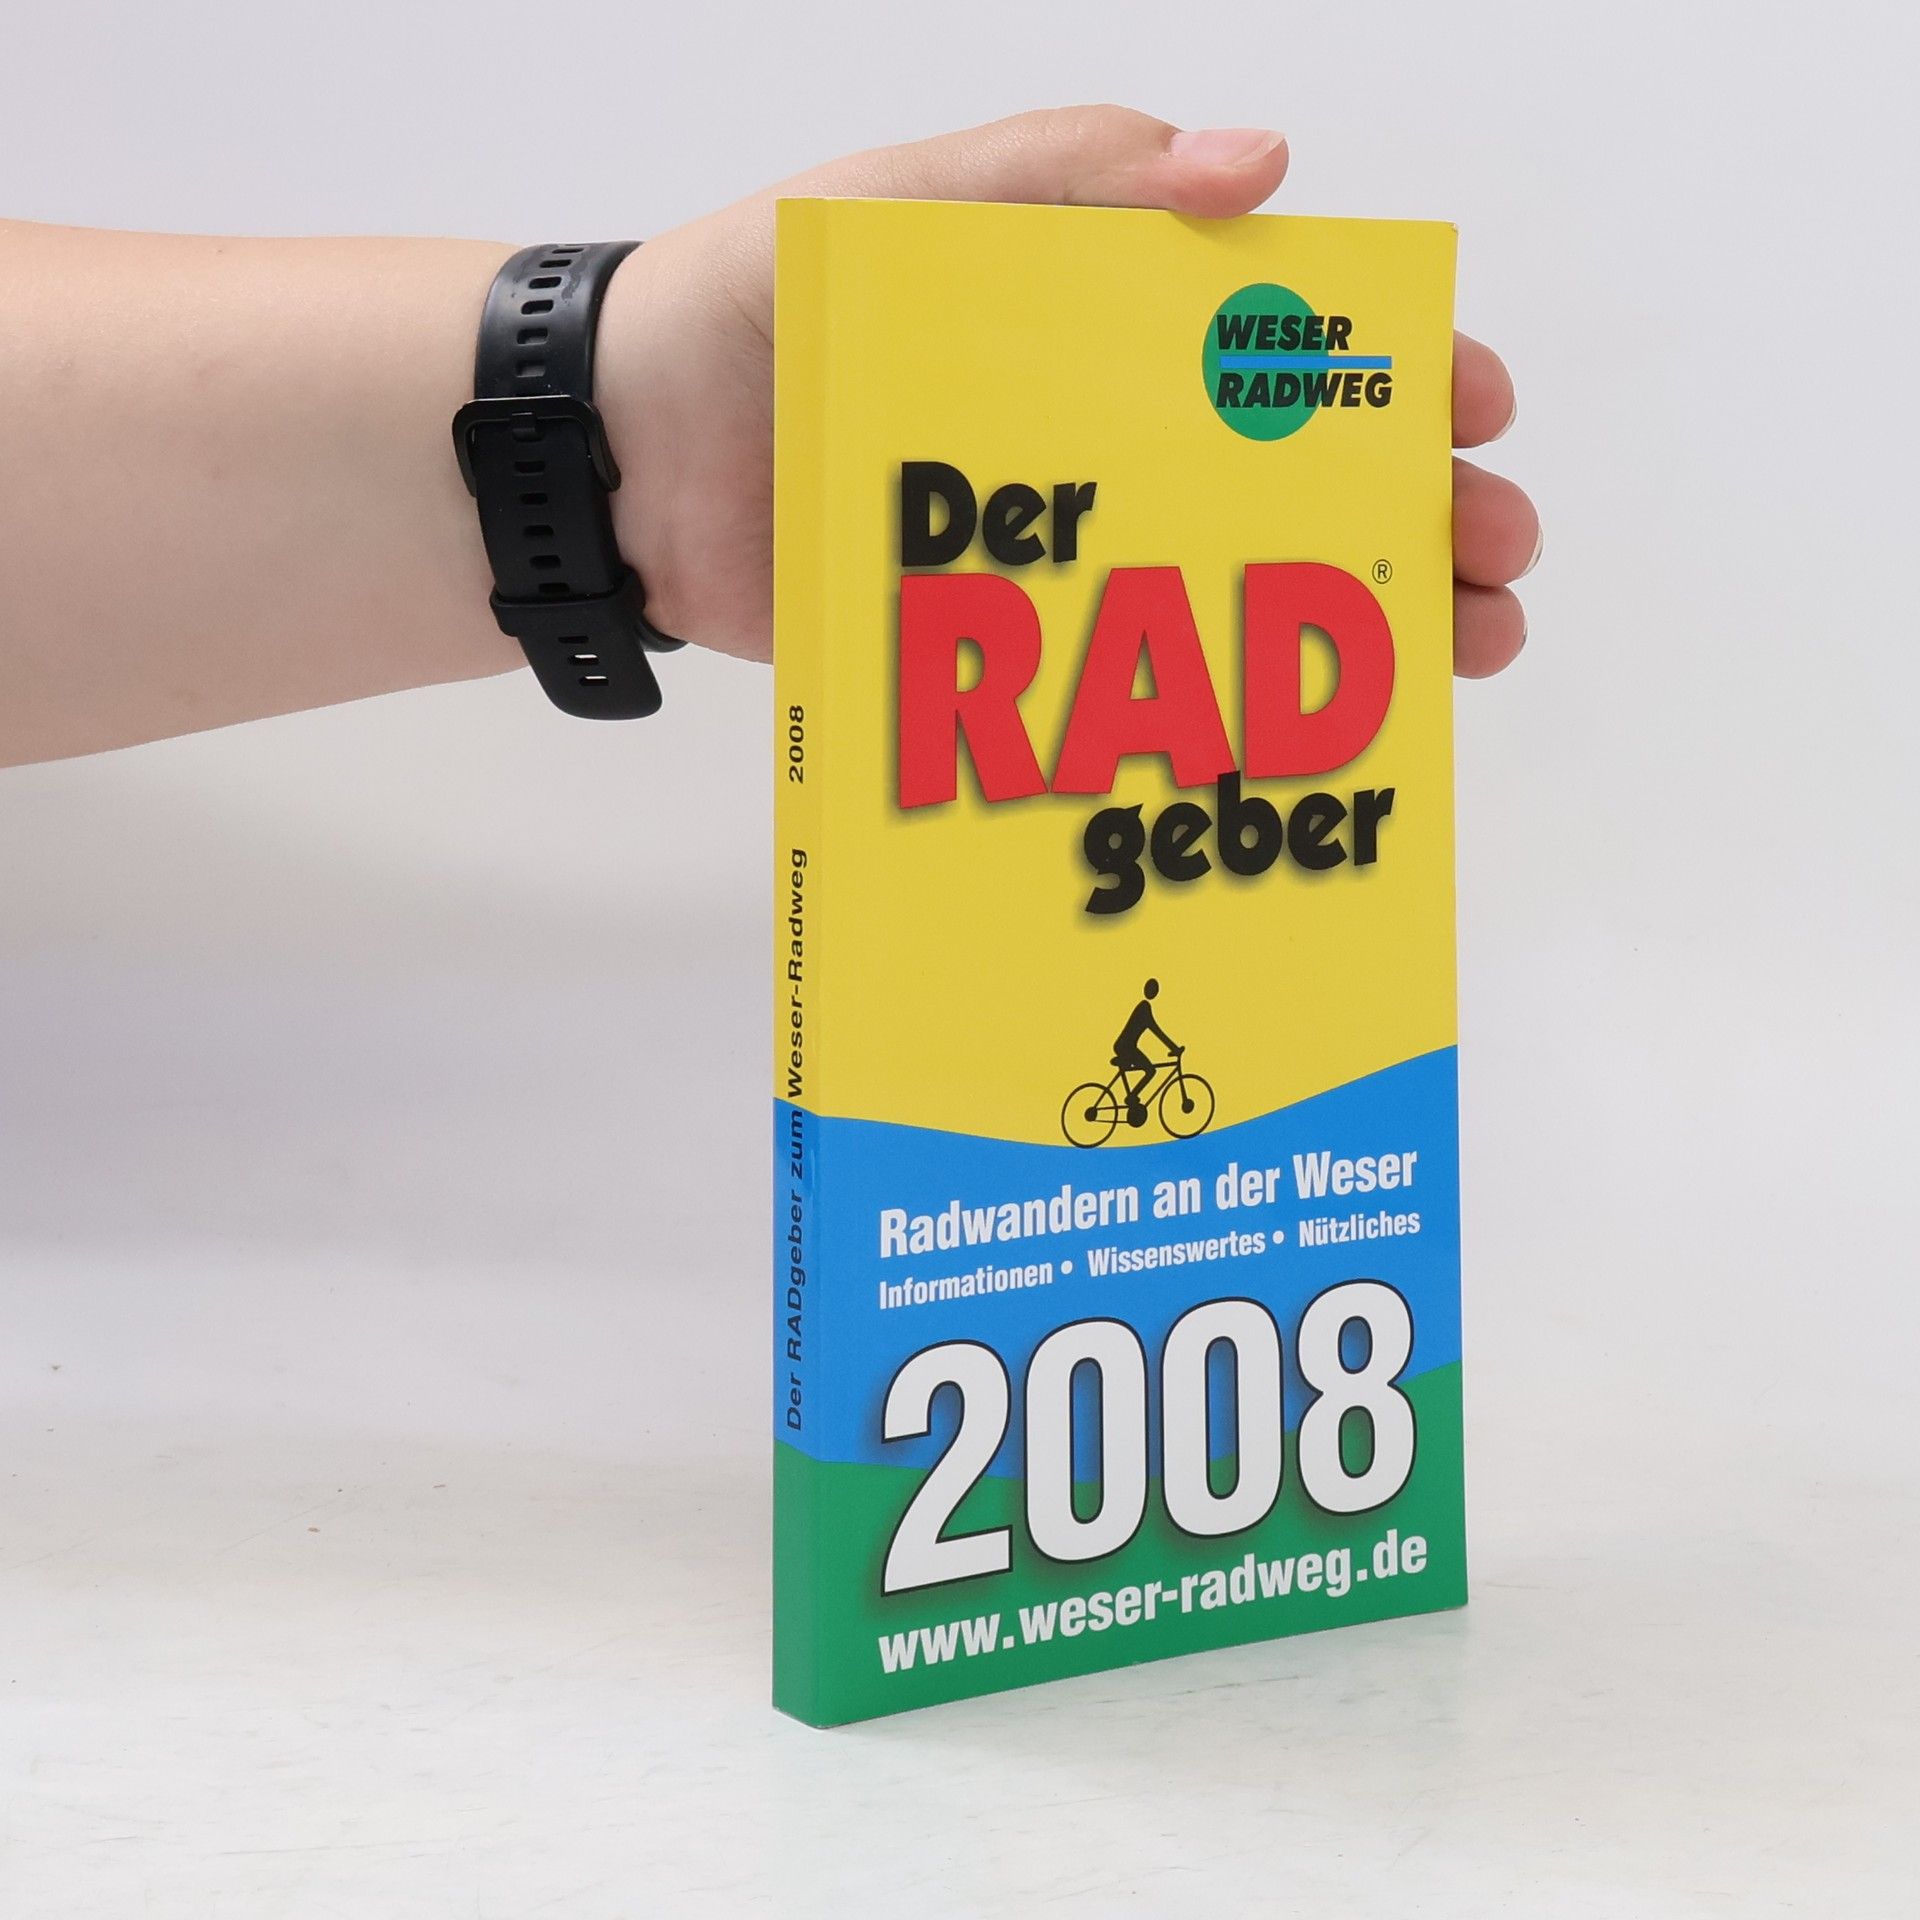 WESER
RADWEG
Der
RAD®
geber
Radwandern an der Weser
Informationen • Wissenswertes • Nützliches
2008
www.weser-radweg.de
Der RADgeber zum Weser-Radweg 2008